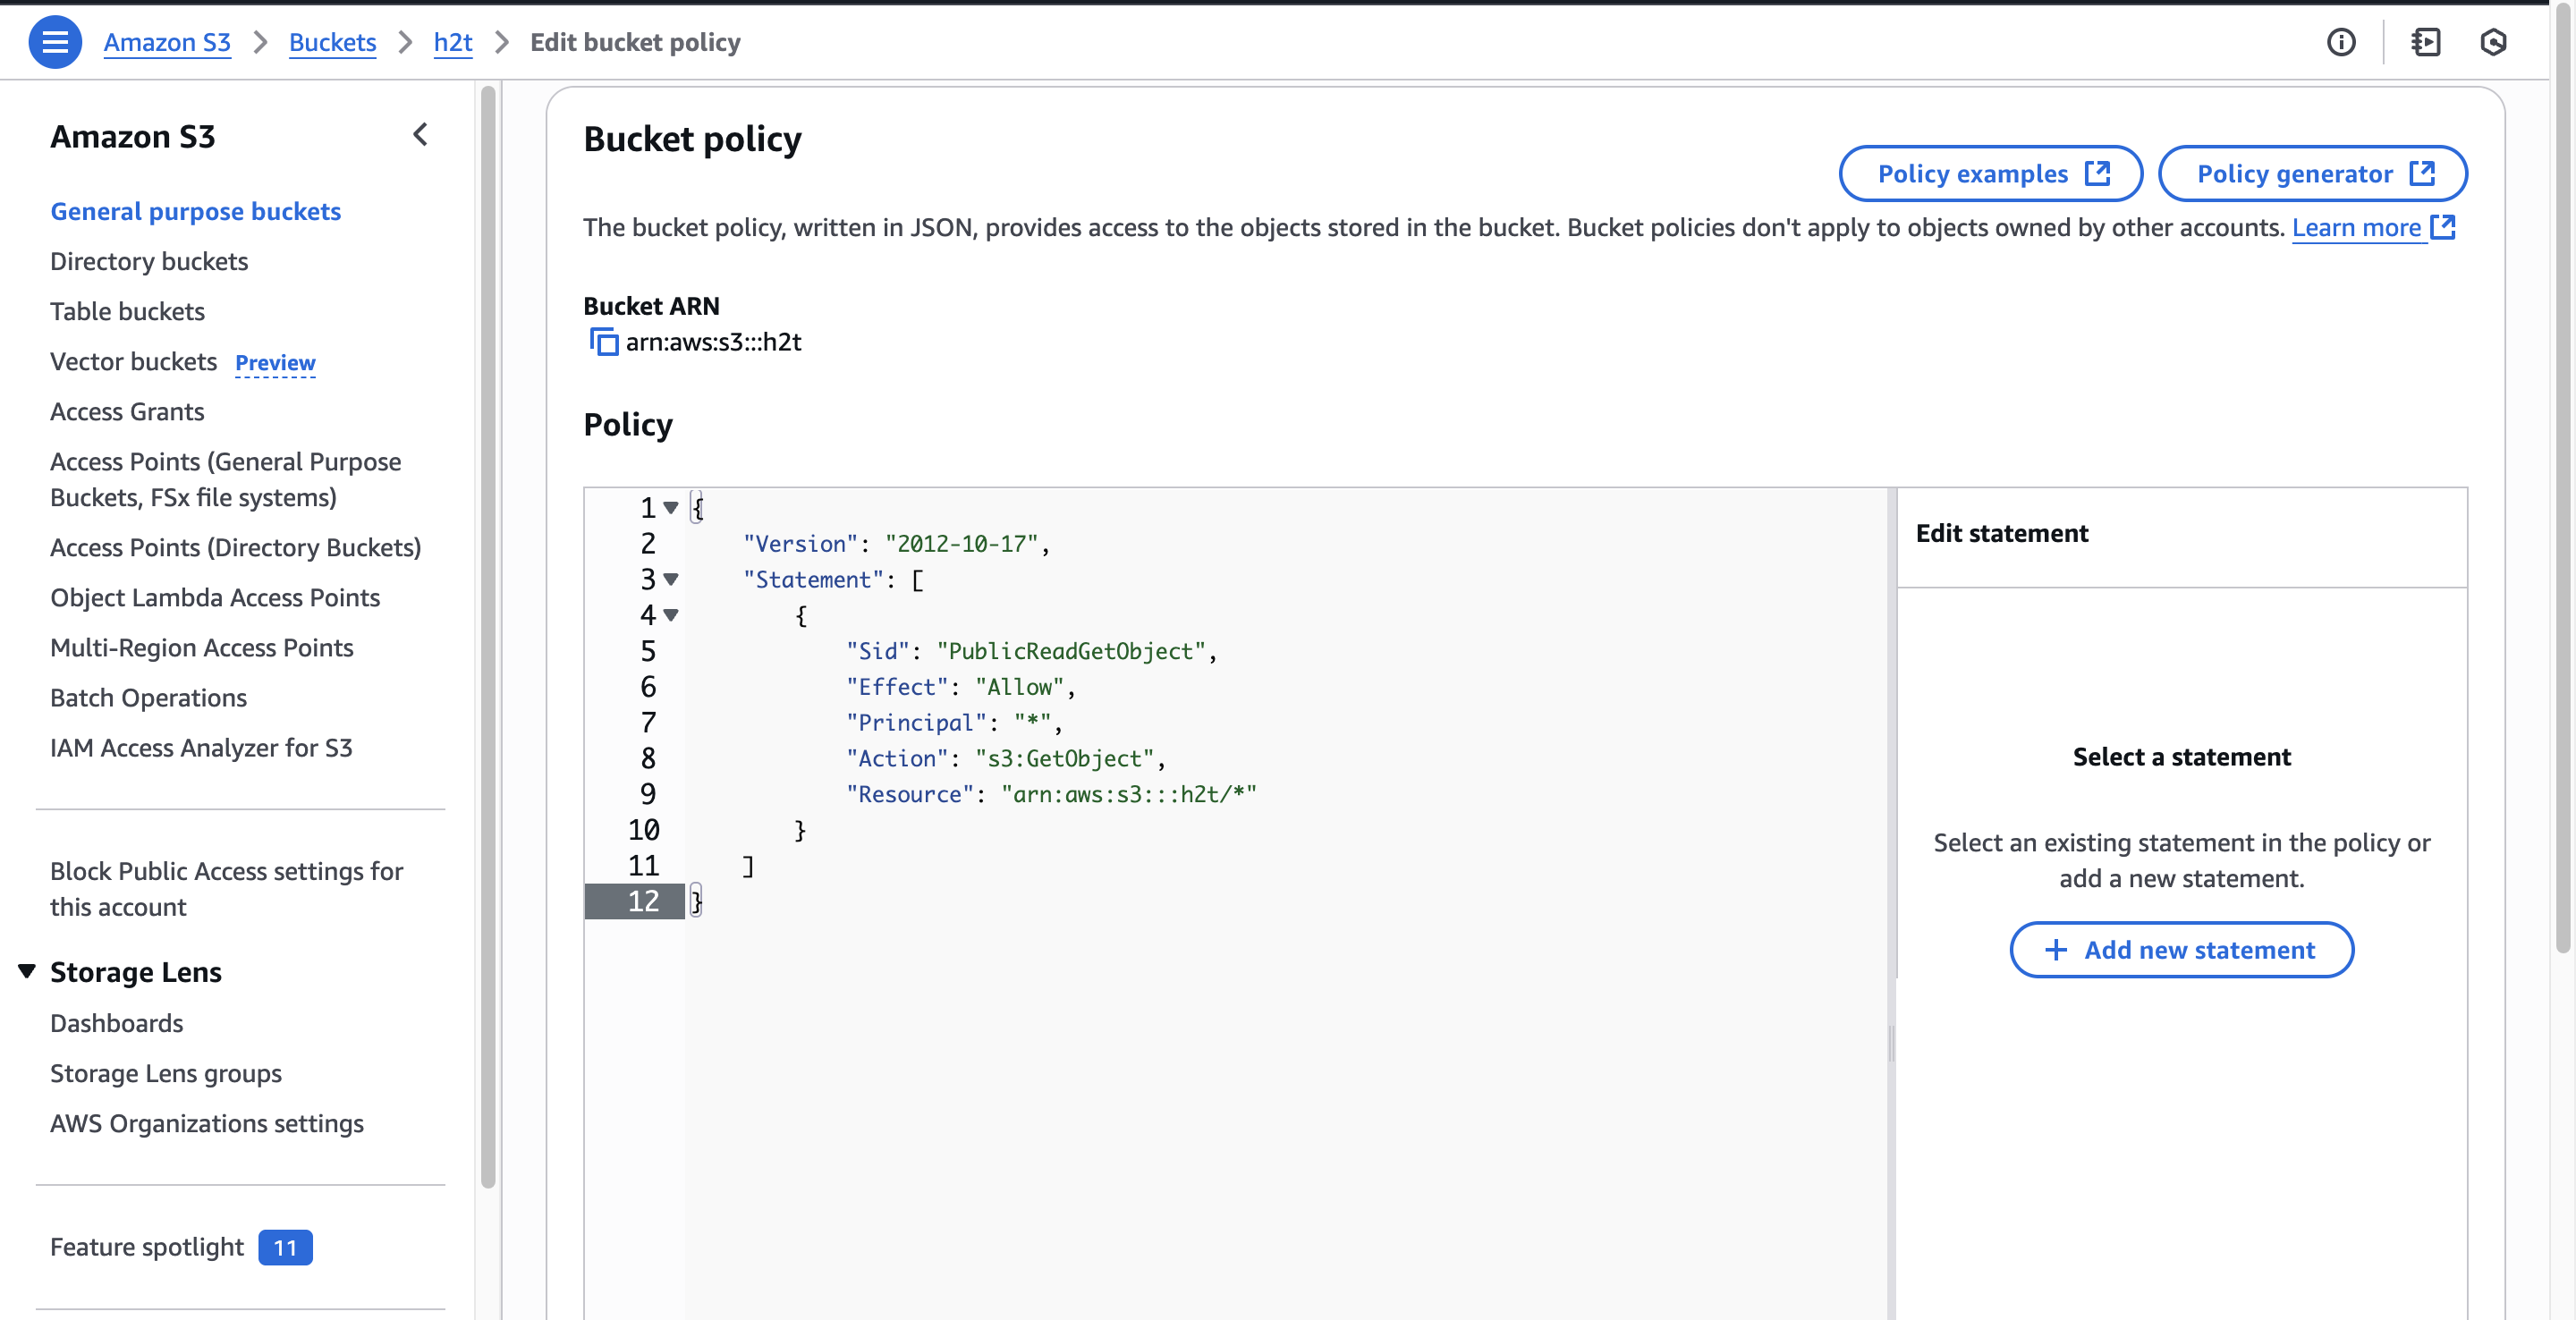 Amazon S3 > Buckets > h2t > Edit bucket policy
Amazon S3
General purpose buckets
Directory buckets
Table buckets
Vector buckets Preview
Access Grants
Access Points (General Purpose
Buckets, FSx file systems)
Access Points (Directory Buckets)
Object Lambda Access Points
Multi-Region Access Points
Batch Operations
IAM Access Analyzer for S3
Block Public Access settings for
this account
Storage Lens
Dashboards
Storage Lens groups
AWS Organizations settings
Feature spotlight 11
Bucket policy
Policy examples
Policy generator
The bucket policy, written in JSON, provides access to the objects stored in the bucket. Bucket policies don't apply to objects owned by other accounts. Learn more
Bucket ARN
arn:aws:s3:::h2t
Policy
1 {
2 "Version": "2012-10-17",
3 "Statement": [
4 {
5 "Sid": "PublicReadGetObject",
6 "Effect": "Allow",
7 "Principal": "*",
8 "Action": "s3:GetObject",
9 "Resource": "arn:aws:s3:::h2t/*"
10 }
11 ]
12 }
Edit statement
Select a statement
Select an existing statement in the policy or
add a new statement.
+ Add new statement